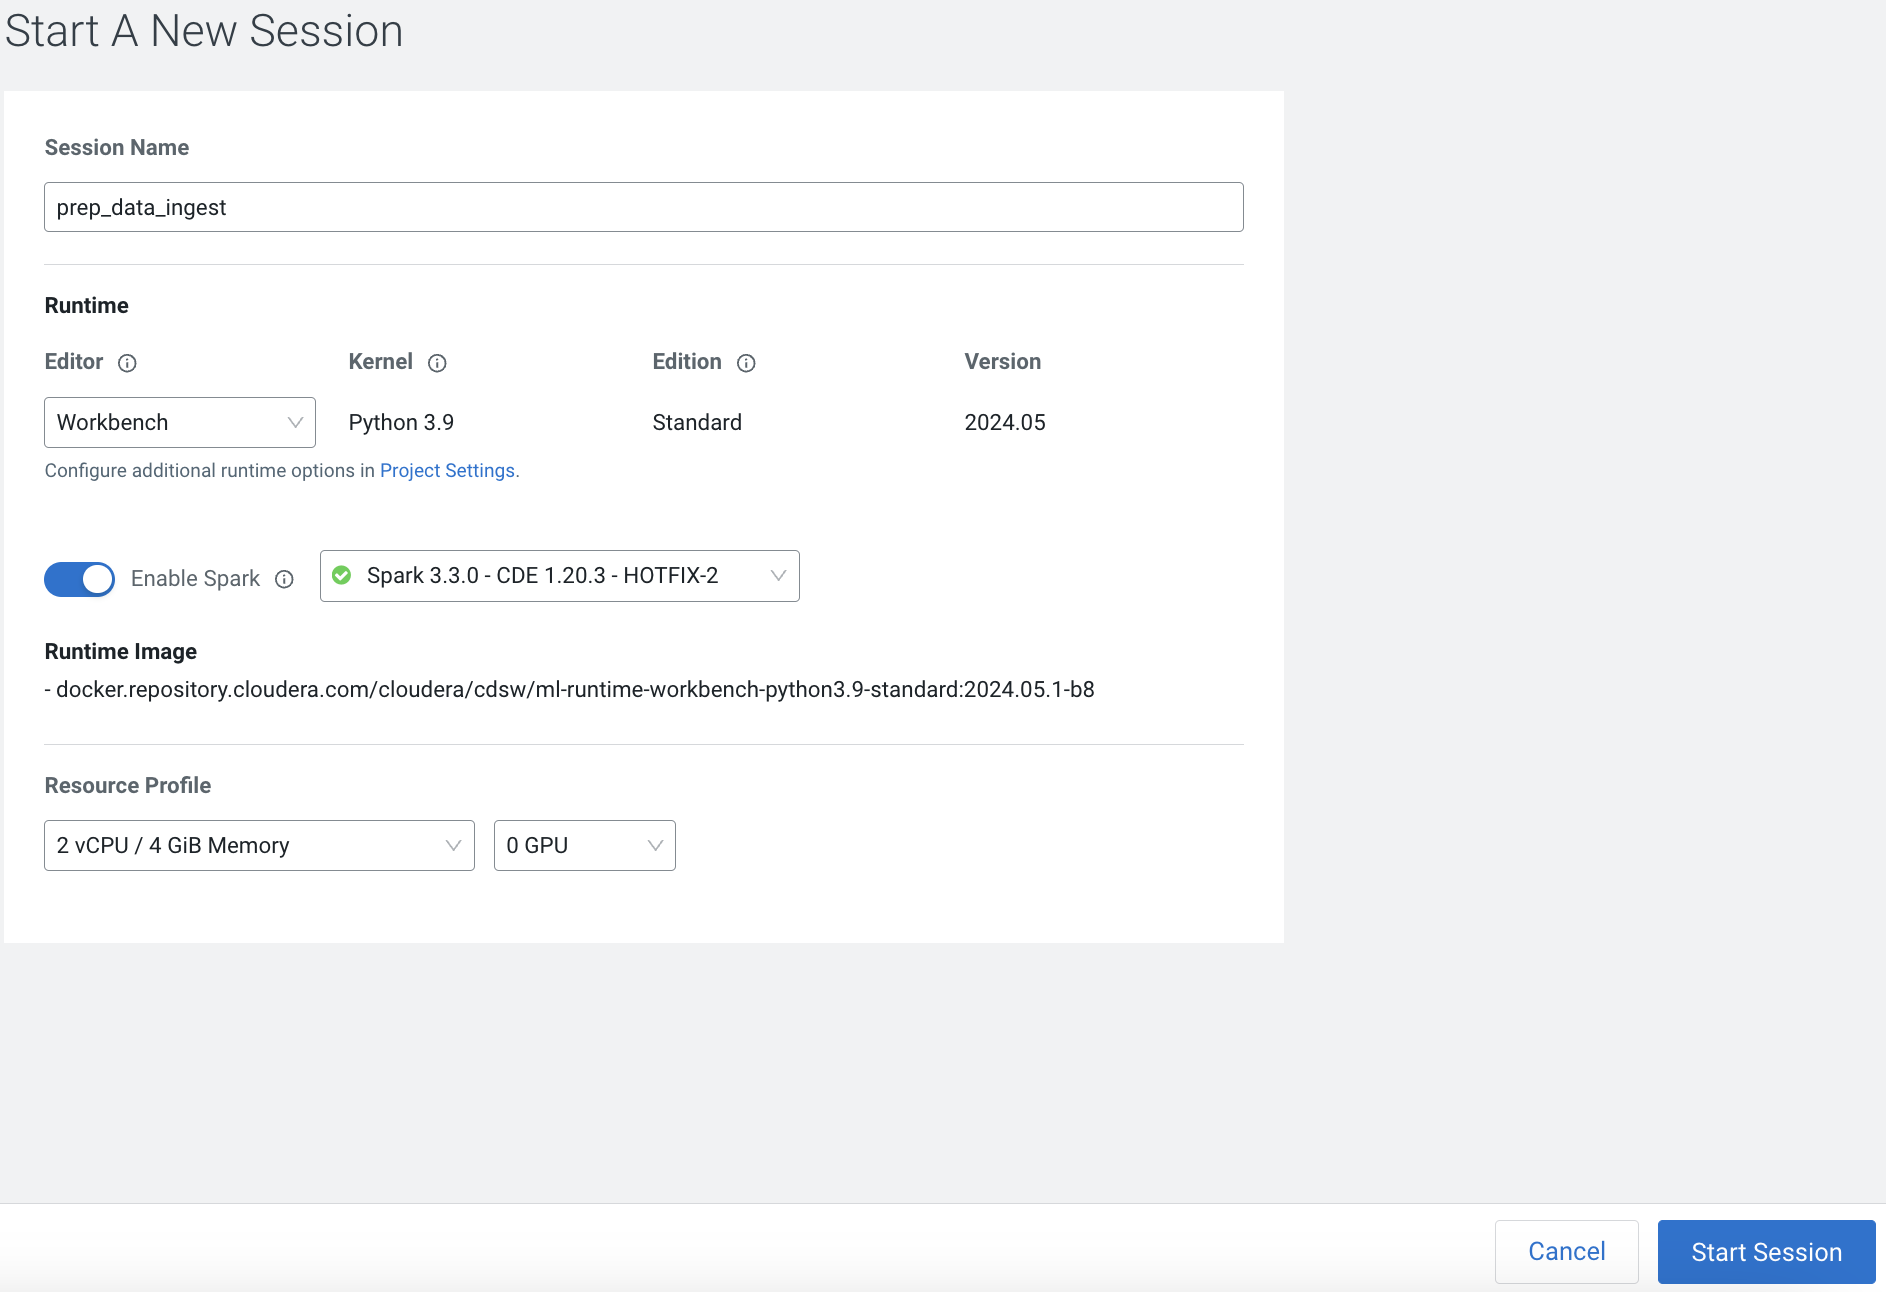 Start A New Session
Session Name
prep_data_ingest
Runtime
Editor Kernel Edition Version
Workbench Python 3.9 Standard 2024.05
Configure additional runtime options in Project Settings.
Enable Spark Spark 3.3.0 - CDE 1.20.3 - HOTFIX-2
Runtime Image
- docker.repository.cloudera.com/cloudera/cdsw/ml-runtime-workbench-python3.9-standard:2024.05.1-b8
Resource Profile
2 vCPU / 4 GiB Memory 0 GPU
Cancel Start Session